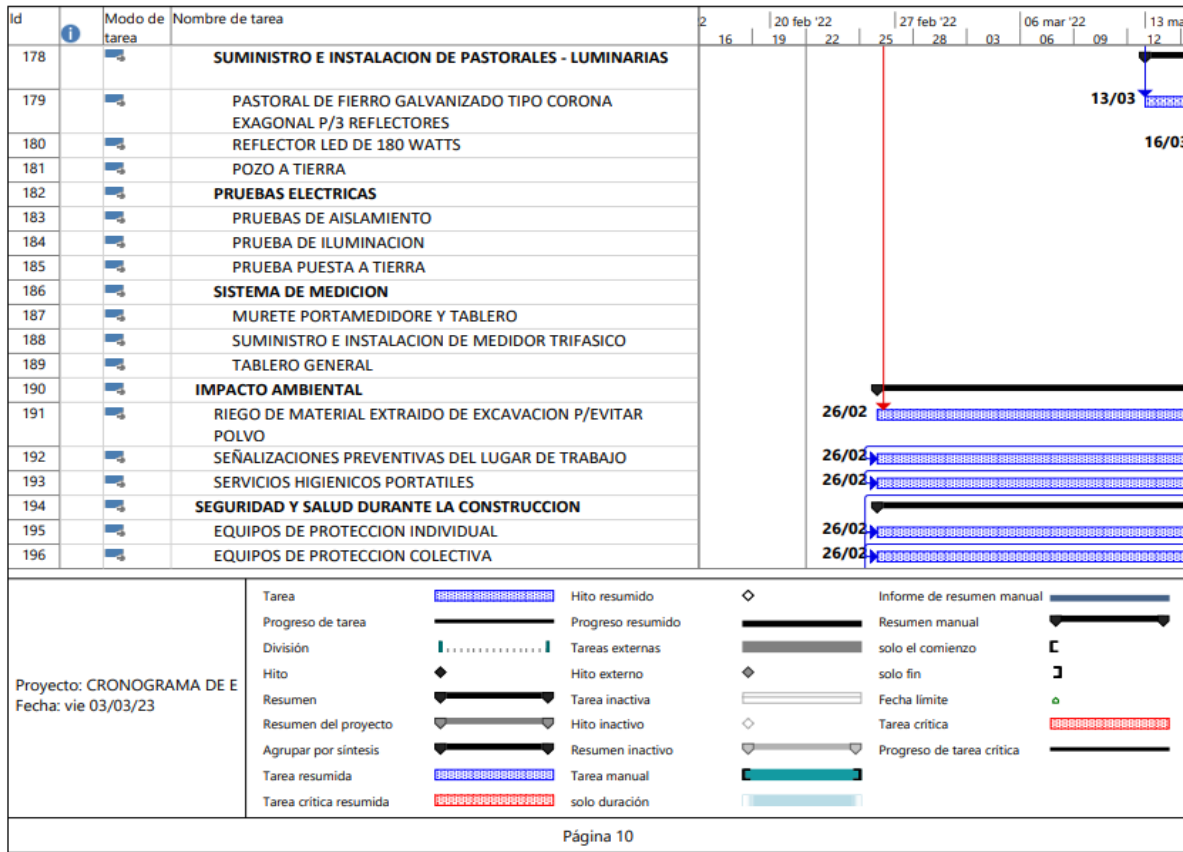 Id Modo de tarea Nombre de tarea
2 20 feb '22 27 feb '22 06 mar '22 13 ma
16 19 22 25 28 03 06 09 12
178 SUMINISTRO E INSTALACION DE PASTORALES - LUMINARIAS
179 PASTORAL DE FIERRO GALVANIZADO TIPO CORONA 13/03
EXAGONAL P/3 REFLECTORES
180 REFLECTOR LED DE 180 WATTS 16/03
181 POZO A TIERRA
182 PRUEBAS ELECTRICAS
183 PRUEBAS DE AISLAMIENTO
184 PRUEBA DE ILUMINACION
185 PRUEBA PUESTA A TIERRA
186 SISTEMA DE MEDICION
187 MURETE PORTAMEDIDORE Y TABLERO
188 SUMINISTRO E INSTALACION DE MEDIDOR TRIFASICO
189 TABLERO GENERAL
190 IMPACTO AMBIENTAL
191 RIEGO DE MATERIAL EXTRAIDO DE EXCAVACION P/EVITAR 26/02
POLVO
192 SEÑALIZACIONES PREVENTIVAS DEL LUGAR DE TRABAJO 26/02
193 SERVICIOS HIGIENICOS PORTATILES 26/02
194 SEGURIDAD Y SALUD DURANTE LA CONSTRUCCION
195 EQUIPOS DE PROTECCION INDIVIDUAL 26/02
196 EQUIPOS DE PROTECCION COLECTIVA 26/02
Proyecto: CRONOGRAMA DE E
Fecha: vie 03/03/23
Tarea Hito resumido Informe de resumen manual
Progreso de tarea Progreso resumido Resumen manual
División Tareas externas solo el comienzo
Hito Hito externo solo fin
Resumen Tarea inactiva Fecha límite
Resumen del proyecto Hito inactivo Tarea crítica
Agrupar por síntesis Resumen inactivo Progreso de tarea crítica
Tarea resumida Tarea manual
Tarea crítica resumida solo duración
Página 10